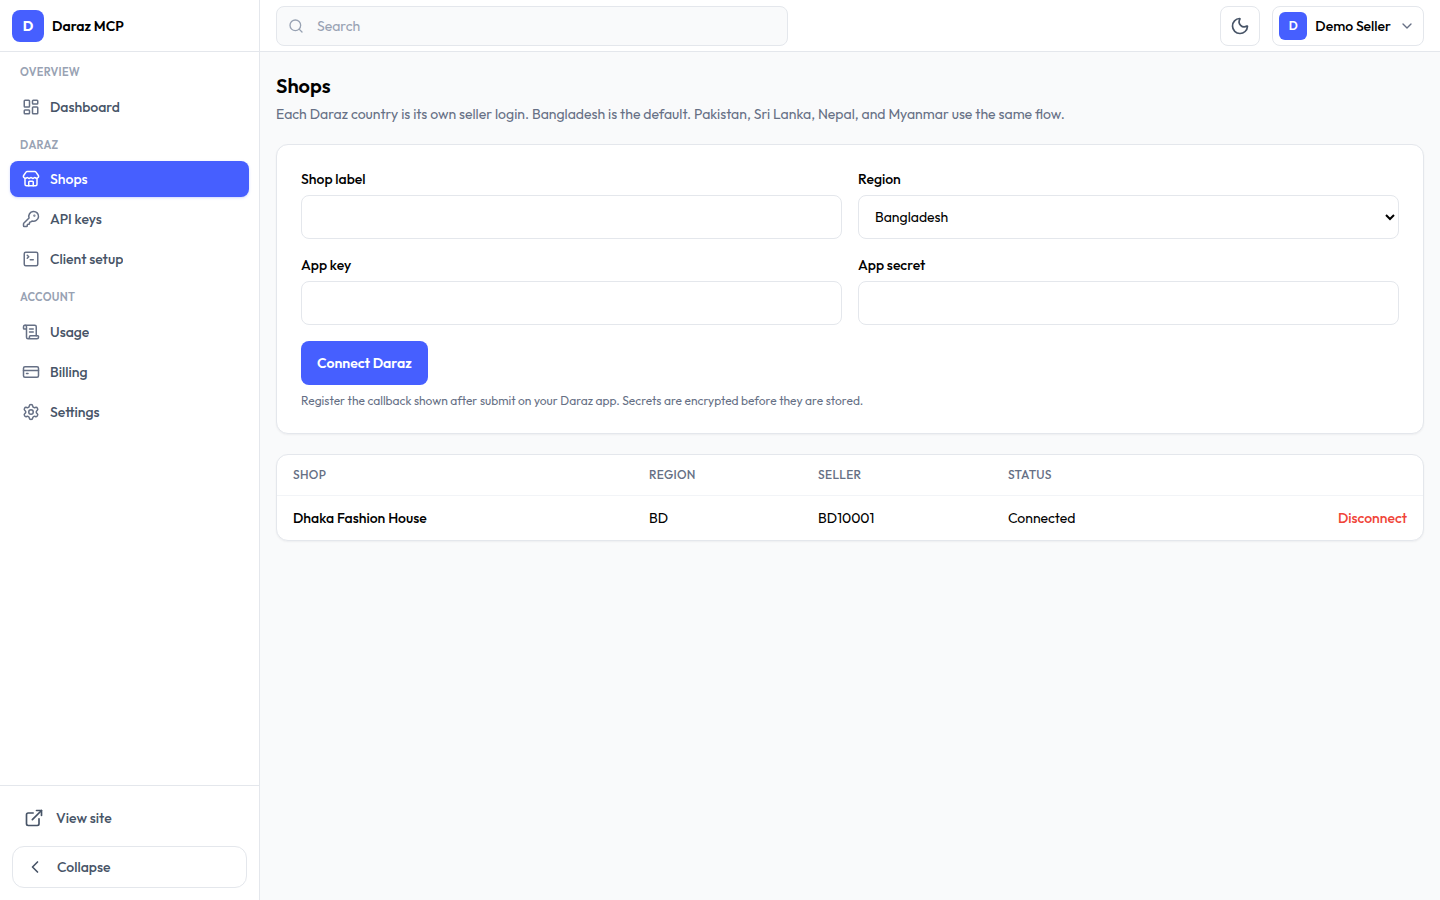 D Daraz MCP
Search
D Demo Seller
OVERVIEW
Dashboard
DARAZ
Shops
API keys
Client setup
ACCOUNT
Usage
Billing
Settings
View site
Collapse
Shops
Each Daraz country is its own seller login. Bangladesh is the default. Pakistan, Sri Lanka, Nepal, and Myanmar use the same flow.
Shop label
Region
Bangladesh
App key
App secret
Connect Daraz
Register the callback shown after submit on your Daraz app. Secrets are encrypted before they are stored.
SHOP REGION SELLER STATUS
Dhaka Fashion House BD BD10001 Connected Disconnect